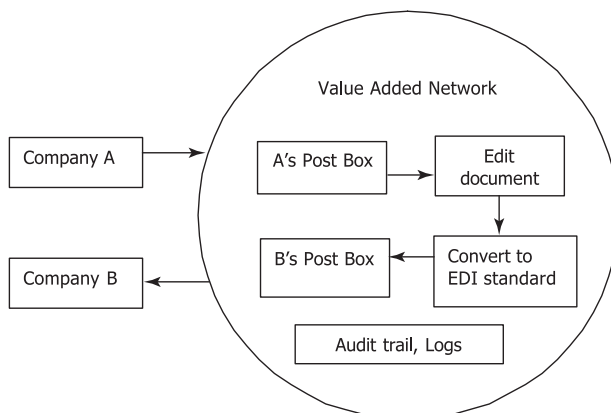 Value Added Network
Company A
A's Post Box
Edit
document
Company B
B's Post Box
Convert to
EDI standard
Audit trail, Logs